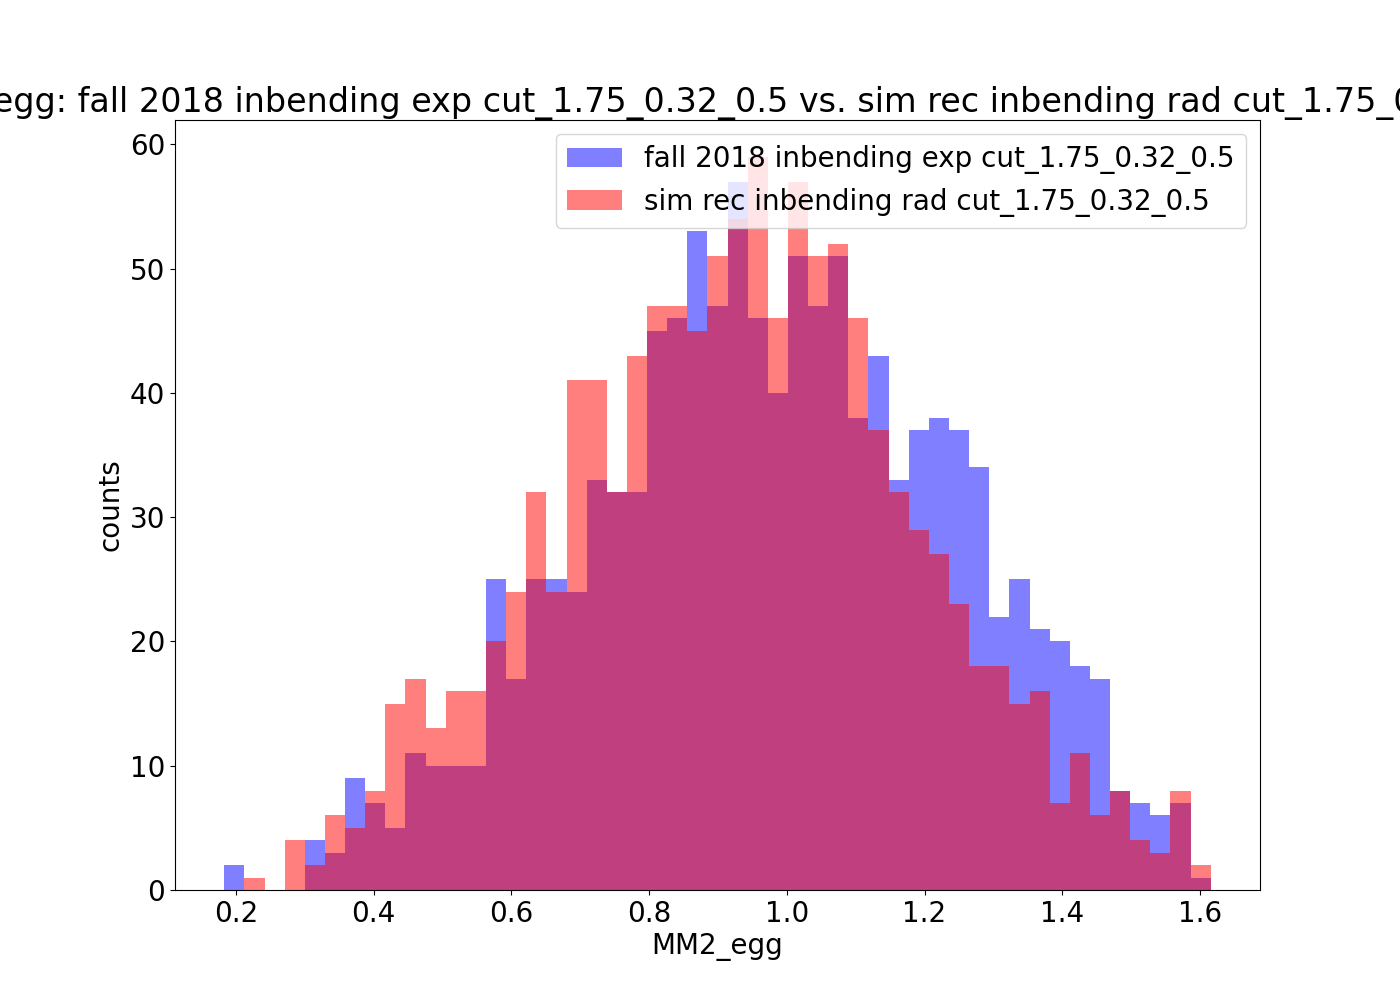 egg: fall 2018 inbending exp cut_1.75_0.32_0.5 vs. sim rec inbending rad cut_1.75_
fall 2018 inbending exp cut_1.75_0.32_0.5
sim rec inbending rad cut_1.75_0.32_0.5
60
50
40
30
20
10
0
counts
0.2 0.4 0.6 0.8 1.0 1.2 1.4 1.6
MM2_egg